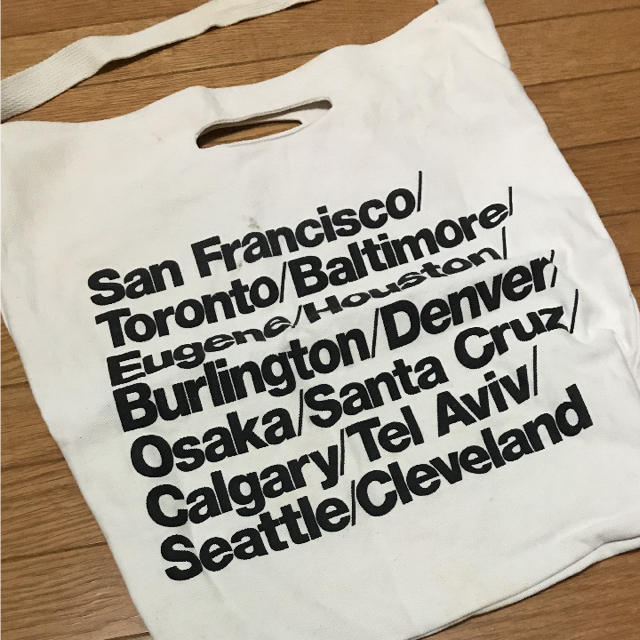 San Francisco/
Toronto/Baltimore/
Eugene/Houston/
Burlington/Denver/
Osaka/Santa Cruz/
Calgary/Tel Aviv/
Seattle/Cleveland